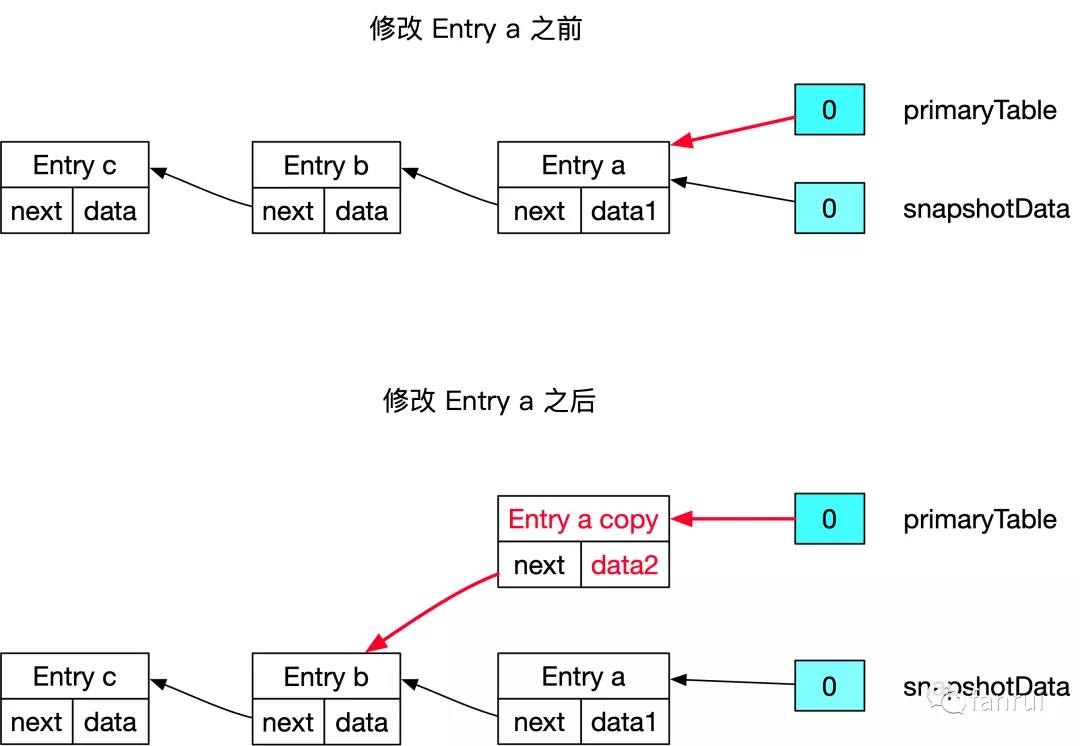 修改 Entry a 之前
0 primaryTable
Entry c Entry b Entry a
next data next data next data1
0 snapshotData
修改 Entry a 之后
Entry a copy 0 primaryTable
next data2
Entry c Entry b Entry a
next data next data next data1
0 snapshotData
fanrui